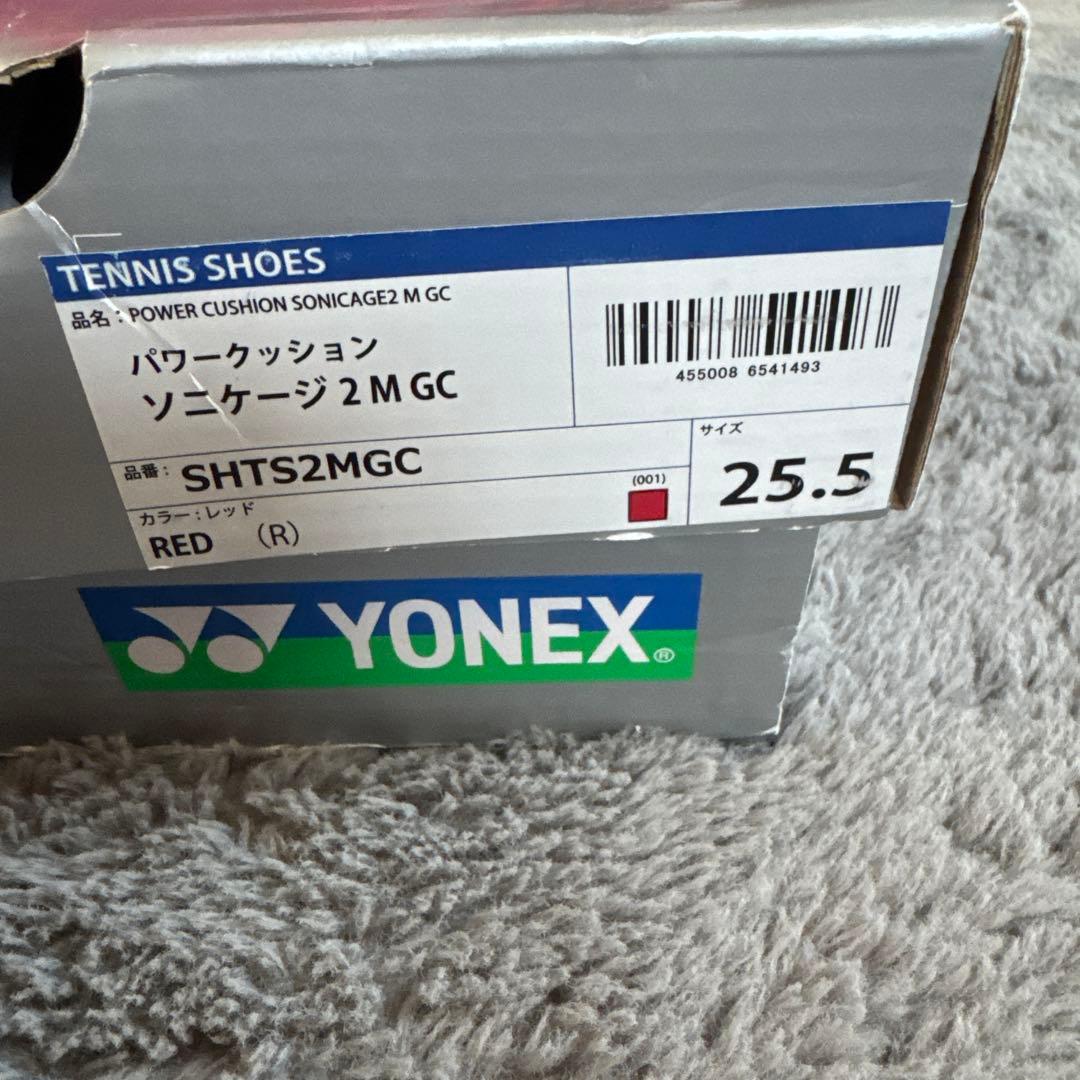 TENNIS SHOES
品名：POWER CUSHION SONICAGE2 M GC
パワークッション
ソニケージ 2 M GC
455008 6541493
品番： SHTS2MGC
カラー：レッド
RED （R）
(001)
サイズ
25.5
YONEX®